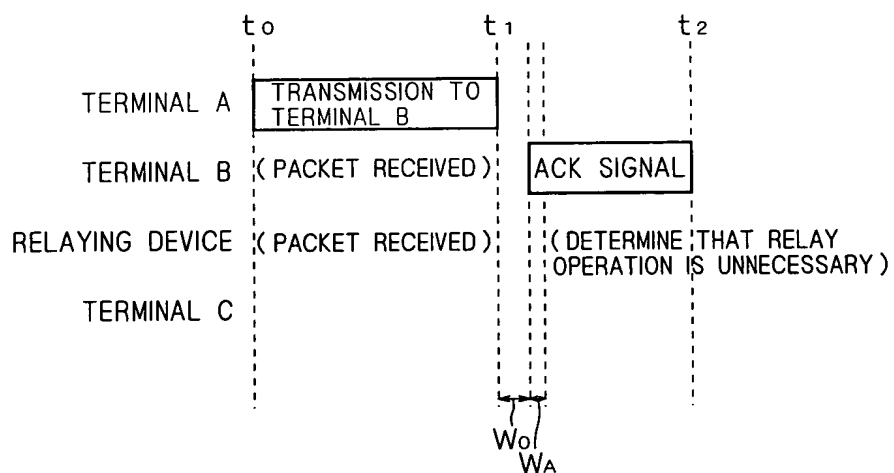 t0 t1 t2
TERMINAL A
TRANSMISSION TO
TERMINAL B
TERMINAL B (PACKET RECEIVED) ACK SIGNAL
RELAYING DEVICE (PACKET RECEIVED) (DETERMINE THAT RELAY
OPERATION IS UNNECESSARY)
TERMINAL C
W0
WA